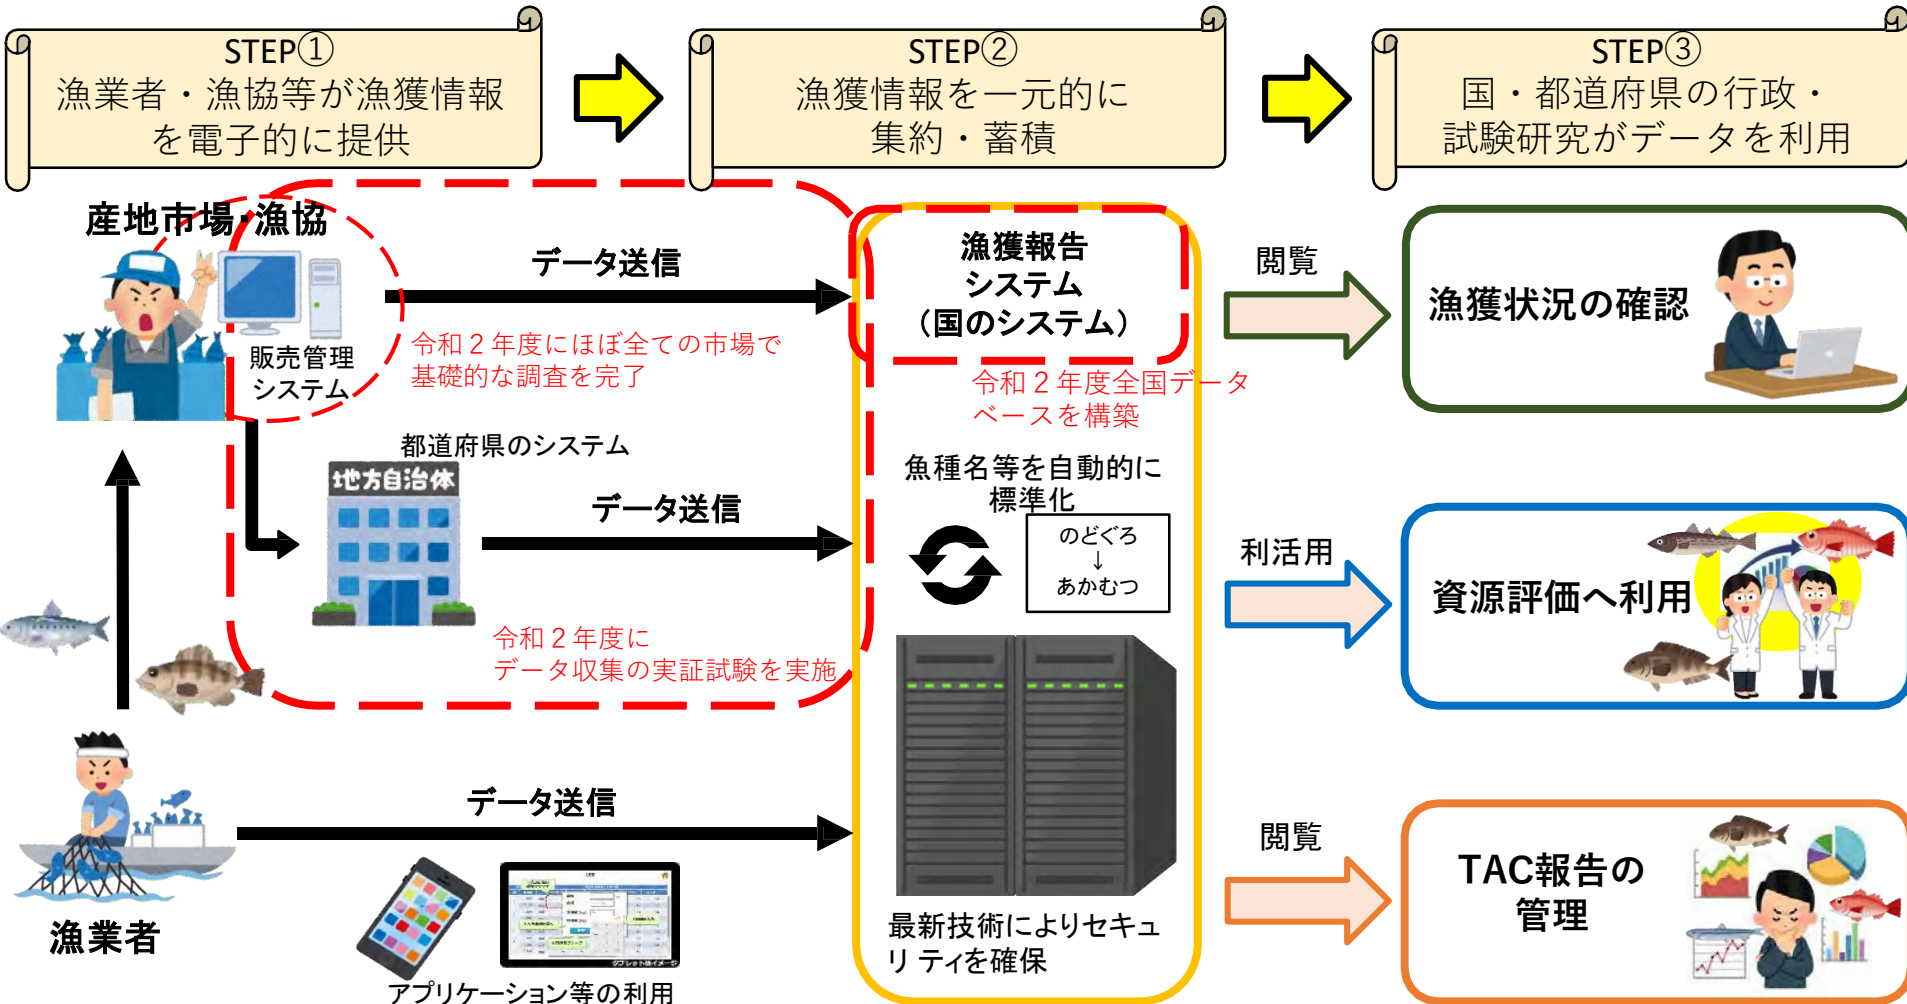 STEP①
漁業者・漁協等が漁獲情報
を電子的に提供
STEP②
漁獲情報を一元的に
集約・蓄積
STEP③
国・都道府県の行政・
試験研究がデータを利用
産地市場・漁協
販売管理
システム
データ送信
令和２年度にほぼ全ての市場で
基礎的な調査を完了
都道府県のシステム
地方自治体
データ送信
令和２年度に
データ収集の実証試験を実施
漁業者
データ送信
タブレット版イメージ
アプリケーション等の利用
漁獲報告
システム
（国のシステム）
令和２年度全国データ
ベースを構築
魚種名等を自動的に
標準化
のどぐろ
↓
あかむつ
最新技術によりセキュ
リ ティを確保
閲覧
漁獲状況の確認
利活用
資源評価へ利用
閲覧
TAC報告の
管理